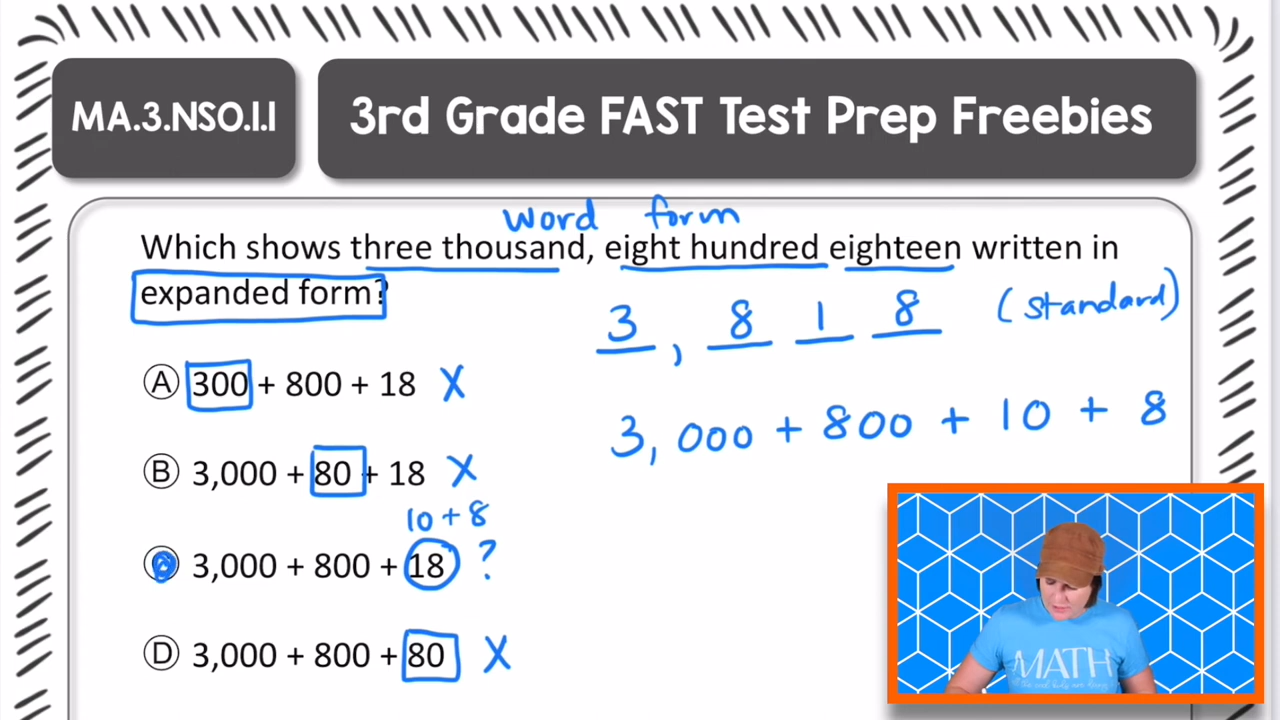 MA.3.NSO.1.1
3rd Grade FAST Test Prep Freebies
word form
Which shows three thousand, eight hundred eighteen written in
expanded form?
3, 8 1 8 (standard)
A 300 + 800 + 18 X
3,000 + 800 + 10 + 8
B 3,000 + 80 + 18 X
10 + 8
3,000 + 800 + 18 ?
D 3,000 + 800 + 80 X
MATH